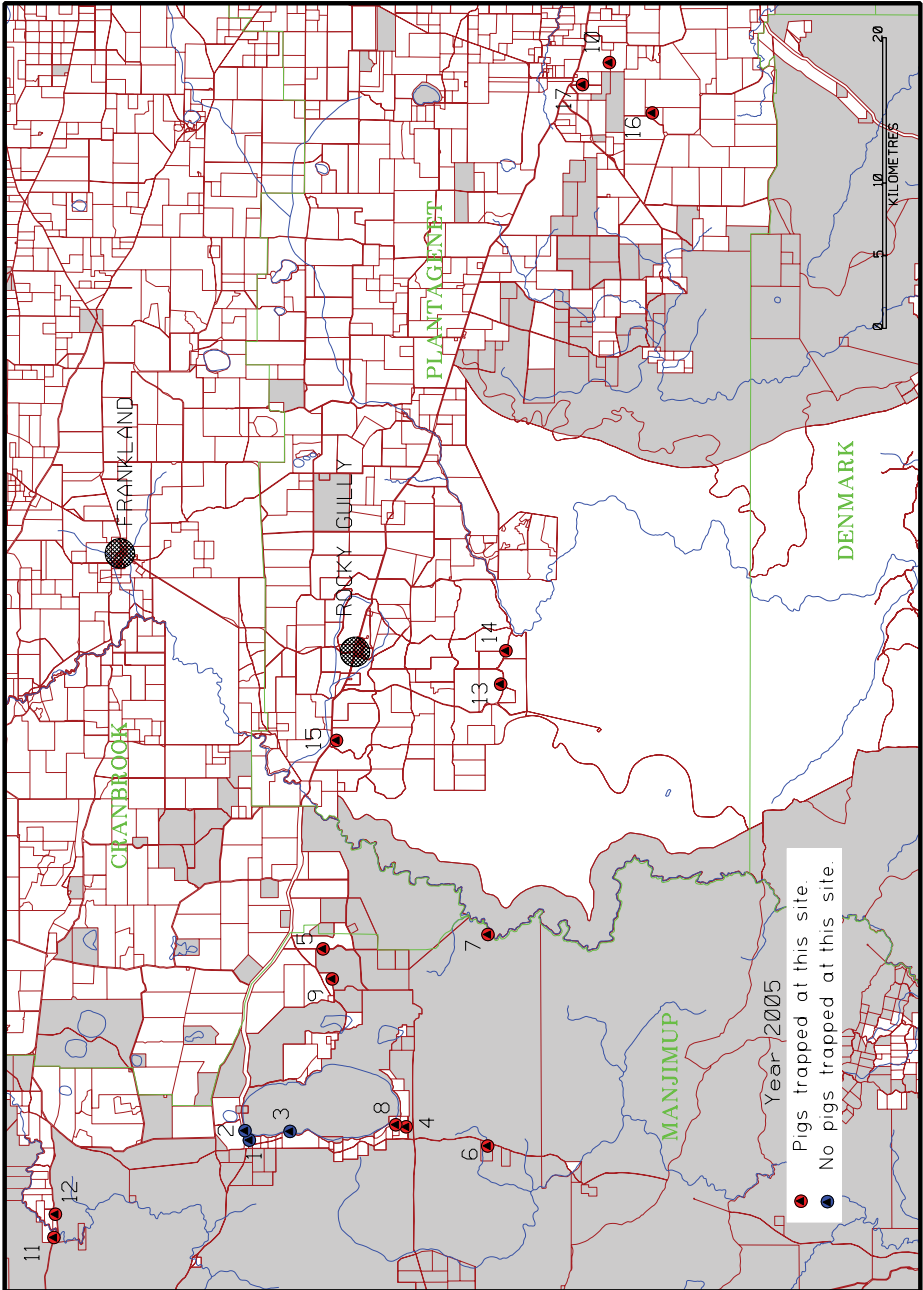 FRANKLAND
CRANBROOK
ROCKY GULLY
PLANTAGENET
DENMARK
MANJIMUP
11
12
1
2
3
8
4
6
9
5
7
15
13
14
17
10
16
Year 2005
Pigs trapped at this site.
No pigs trapped at this site.
0 5 10 20
KILOMETRES